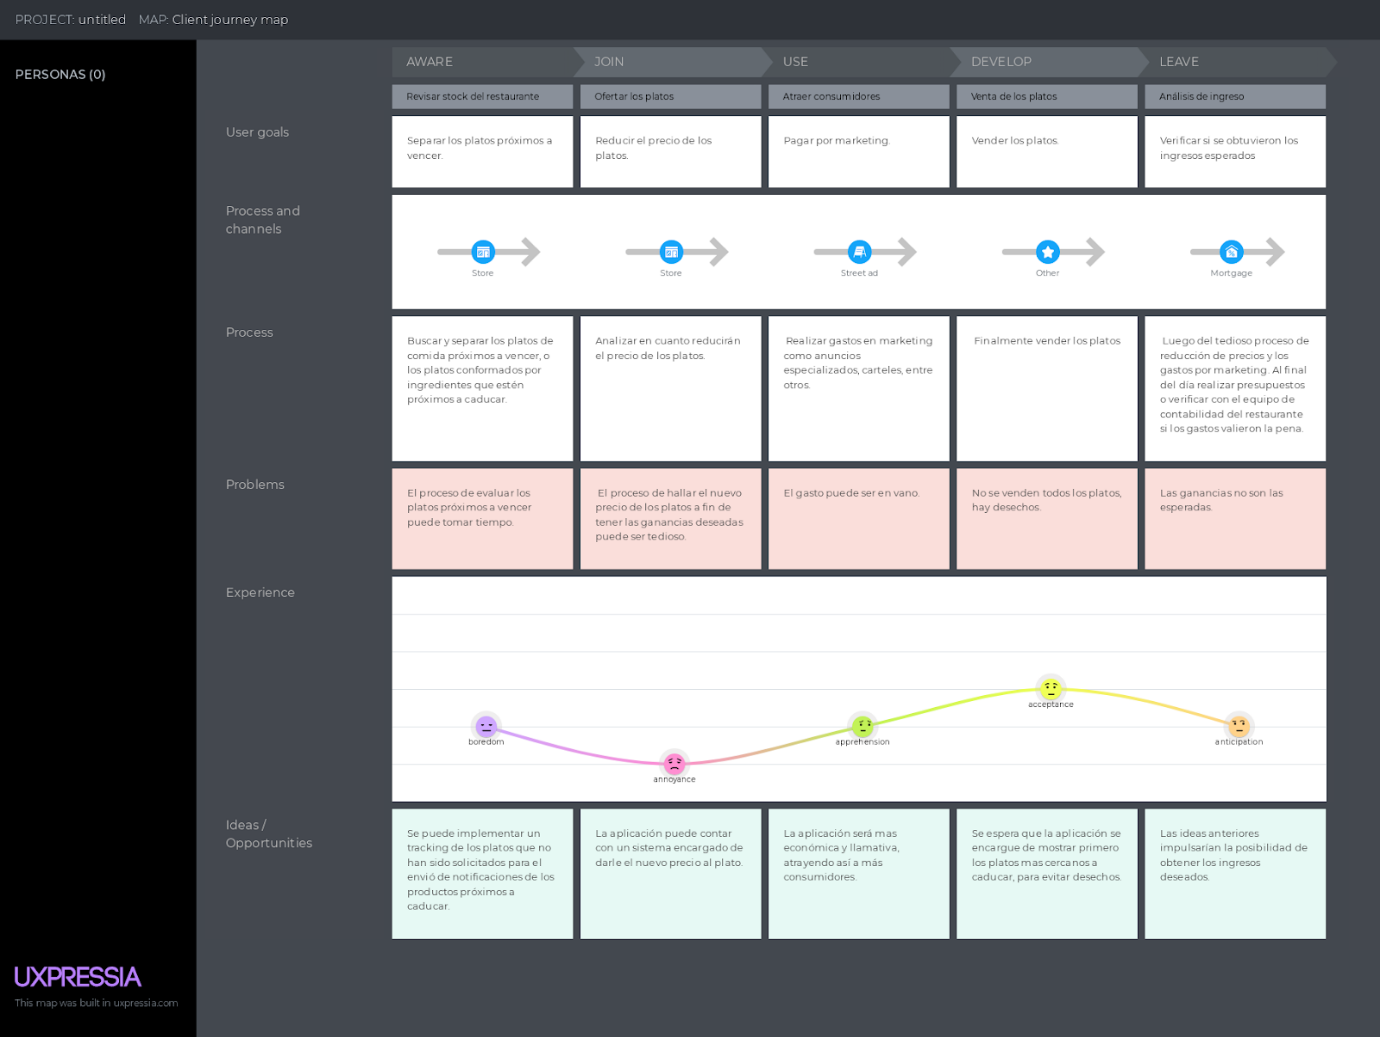 PROJECT: untitled MAP: Client journey map
PERSONAS (0)
AWARE
JOIN
USE
DEVELOP
LEAVE
Revisar stock del restaurante
Ofertar los platos
Atraer consumidores
Venta de los platos
Análisis de ingreso
User goals
Separar los platos próximos a
vencer.
Reducir el precio de los
platos.
Pagar por marketing.
Vender los platos.
Verificar si se obtuvieron los
ingresos esperados
Process and
channels
Store
Store
Street ad
Other
Mortgage
Process
Buscar y separar los platos de
comida próximos a vencer, o
los platos conformados por
ingredientes que estén
próximos a caducar.
Analizar en cuanto reducirán
el precio de los platos.
Realizar gastos en marketing
como anuncios
especializados, carteles, entre
otros.
Finalmente vender los platos
Luego del tedioso proceso de
reducción de precios y los
gastos por marketing. Al final
del día realizar presupuestos
o verificar con el equipo de
contabilidad del restaurante
si los gastos valieron la pena.
Problems
El proceso de evaluar los
platos próximos a vencer
puede tomar tiempo.
El proceso de hallar el nuevo
precio de los platos a fin de
tener las ganancias deseadas
puede ser tedioso.
El gasto puede ser en vano.
No se venden todos los platos,
hay desechos.
Las ganancias no son las
esperadas.
Experience
boredom
annoyance
apprehension
acceptance
anticipation
Ideas /
Opportunities
Se puede implementar un
tracking de los platos que no
han sido solicitados para el
envió de notificaciones de los
productos próximos a
caducar.
La aplicación puede contar
con un sistema encargado de
darle el nuevo precio al plato.
La aplicación será mas
económica y llamativa,
atrayendo así a más
consumidores.
Se espera que la aplicación se
encargue de mostrar primero
los platos mas cercanos a
caducar, para evitar desechos.
Las ideas anteriores
impulsarían la posibilidad de
obtener los ingresos
deseados.
UXPRESSIA
This map was built in uxpressia.com